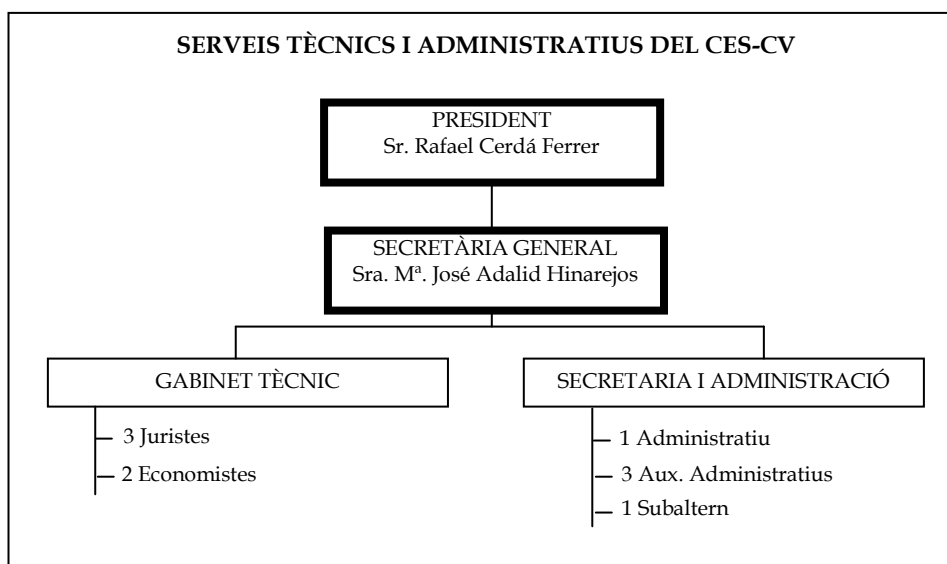 SERVEIS TÈCNICS I ADMINISTRATIUS DEL CES-CV
PRESIDENT
Sr. Rafael Cerdá Ferrer
SECRETÀRIA GENERAL
Sra. Mª. José Adalid Hinarejos
GABINET TÈCNIC
3 Juristes
2 Economistes
SECRETARIA I ADMINISTRACIÓ
1 Administratiu
3 Aux. Administratius
1 Subaltern